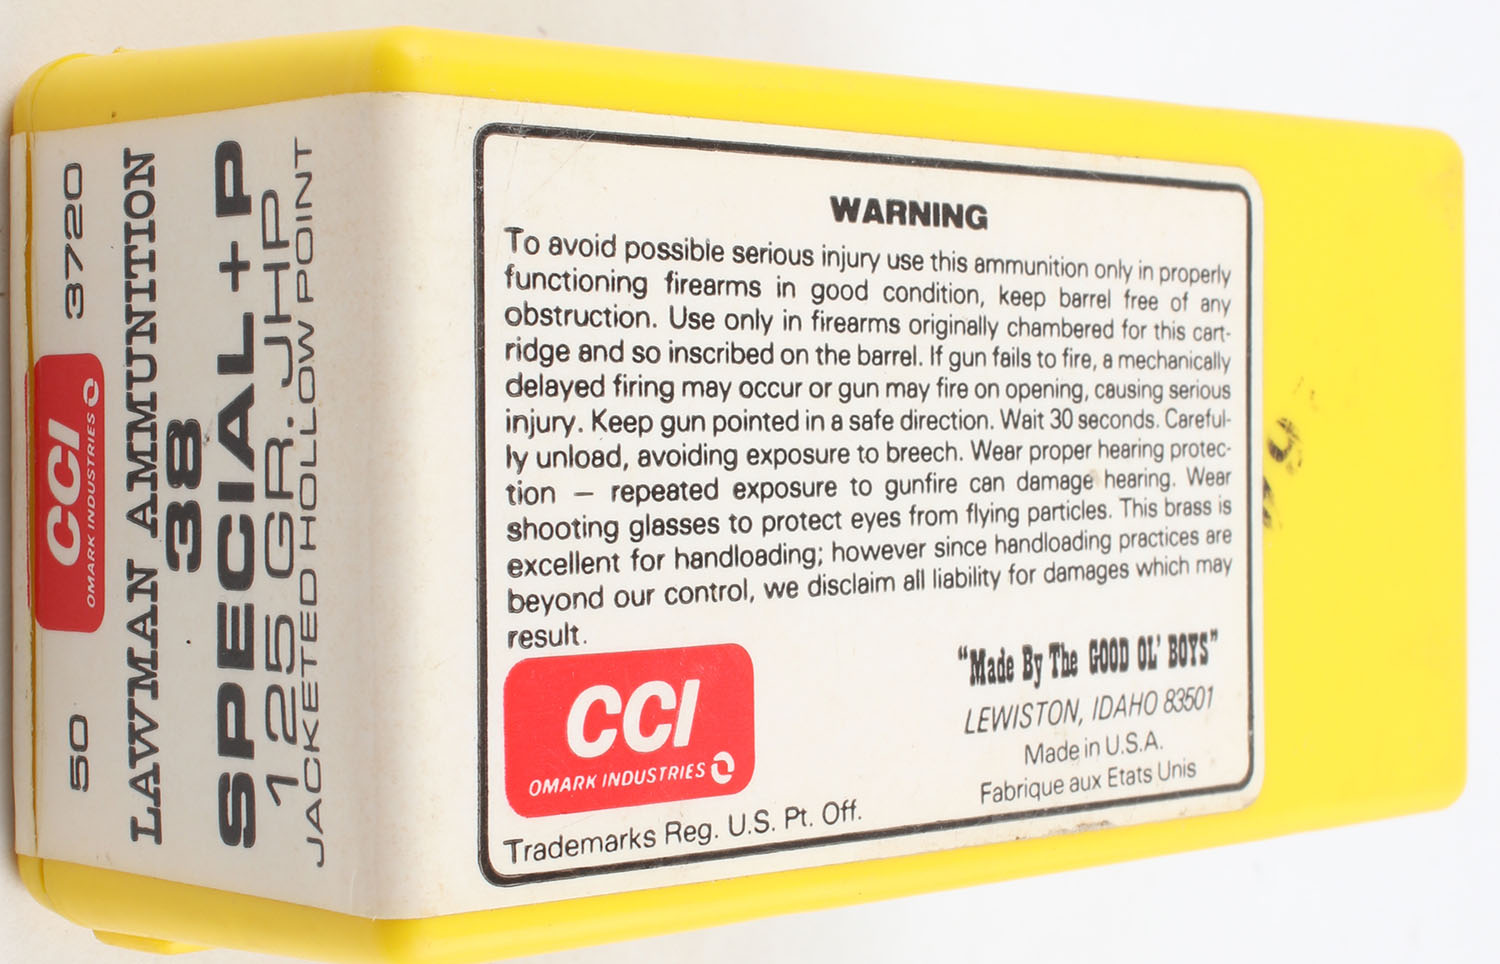 50 3720
CCI
OMARK INDUSTRIES
LAWMAN AMMUNITION
38
SPECIAL+P
125 GR. JHP
JACKETED HOLLOW POINT
WARNING
To avoid possible serious injury use this ammunition only in properly
functioning firearms in good condition, keep barrel free of any
obstruction. Use only in firearms originally chambered for this cart-
ridge and so inscribed on the barrel. If gun fails to fire, a mechanically
delayed firing may occur or gun may fire on opening, causing serious
injury. Keep gun pointed in a safe direction. Wait 30 seconds. Careful-
ly unload, avoiding exposure to breech. Wear proper hearing protec-
tion — repeated exposure to gunfire can damage hearing. Wear
shooting glasses to protect eyes from flying particles. This brass is
excellent for handloading; however since handloading practices are
beyond our control, we disclaim all liability for damages which may
result.
CCI
OMARK INDUSTRIES
Trademarks Reg. U.S. Pt. Off.
"Made By The GOOD OL' BOYS"
LEWISTON, IDAHO 83501
Made in U.S.A.
Fabrique aux Etats Unis